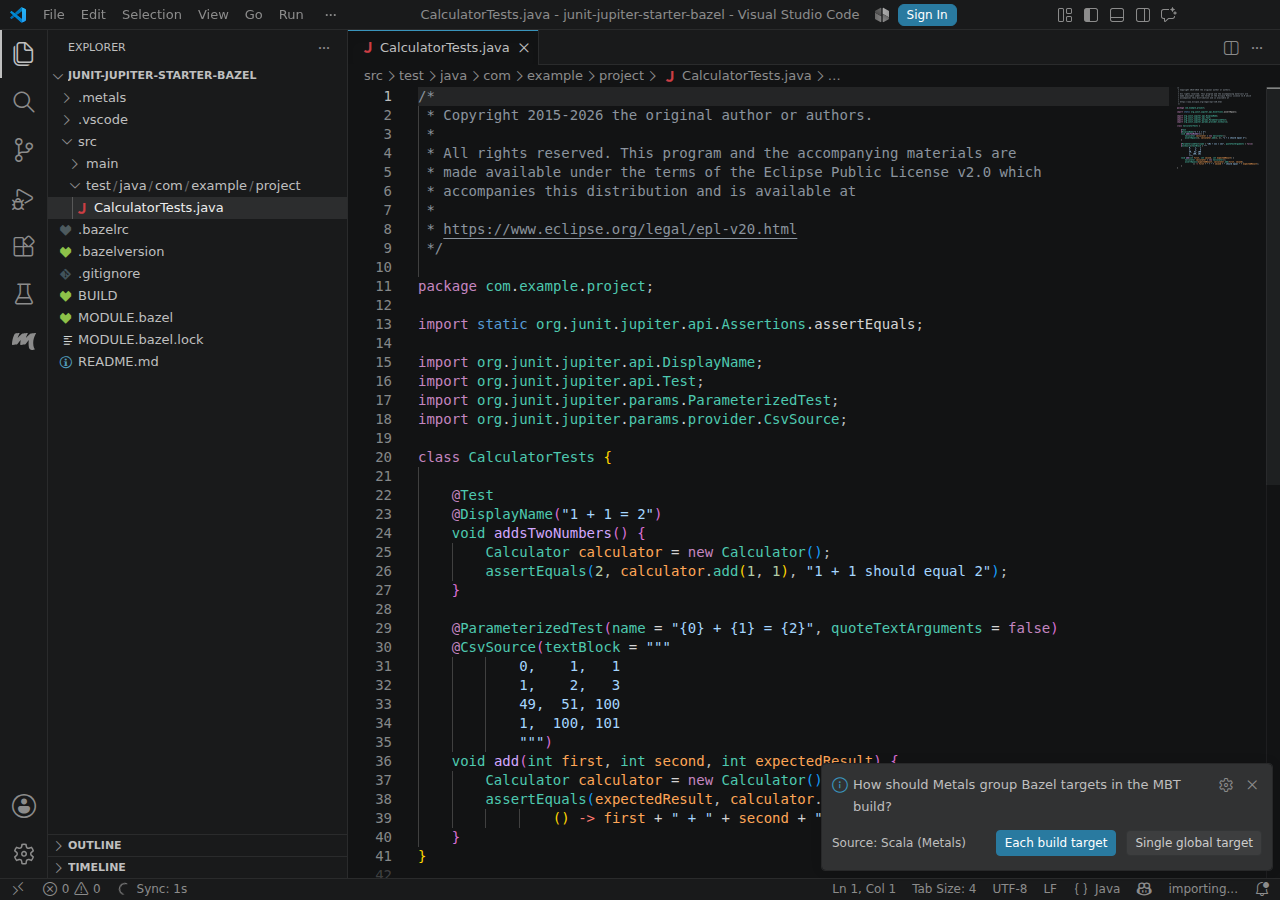 File Edit Selection View Go Run ··· CalculatorTests.java - junit-jupiter-starter-bazel - Visual Studio Code Sign In
EXPLORER
JUNIT-JUPITER-STARTER-BAZEL
.metals
.vscode
src
main
test/java/com/example/project
CalculatorTests.java
.bazelrc
.bazelversion
.gitignore
BUILD
MODULE.bazel
MODULE.bazel.lock
README.md
OUTLINE
TIMELINE
CalculatorTests.java
src > test > java > com > example > project > CalculatorTests.java > ...
1 /*
2  * Copyright 2015-2026 the original author or authors.
3  *
4  * All rights reserved. This program and the accompanying materials are
5  * made available under the terms of the Eclipse Public License v2.0 which
6  * accompanies this distribution and is available at
7  *
8  * https://www.eclipse.org/legal/epl-v20.html
9  */
10
11 package com.example.project;
12
13 import static org.junit.jupiter.api.Assertions.assertEquals;
14
15 import org.junit.jupiter.api.DisplayName;
16 import org.junit.jupiter.api.Test;
17 import org.junit.jupiter.params.ParameterizedTest;
18 import org.junit.jupiter.params.provider.CsvSource;
19
20 class CalculatorTests {
21
22     @Test
23     @DisplayName("1 + 1 = 2")
24     void addsTwoNumbers() {
25         Calculator calculator = new Calculator();
26         assertEquals(2, calculator.add(1, 1), "1 + 1 should equal 2");
27     }
28
29     @ParameterizedTest(name = "{0} + {1} = {2}", quoteTextArguments = false)
30     @CsvSource(textBlock = """
31             0,    1,   1
32             1,    2,   3
33             49,  51, 100
34             1,  100, 101
35             """)
36     void add(int first, int second, int expectedResult) {
37         Calculator calculator = new Calculator()
38         assertEquals(expectedResult, calculator.
39                 () -> first + " + " + second + "
40     }
41 }
42
How should Metals group Bazel targets in the MBT
build?
Source: Scala (Metals) Each build target Single global target
0 0 Sync: 1s Ln 1, Col 1 Tab Size: 4 UTF-8 LF { } Java importing...